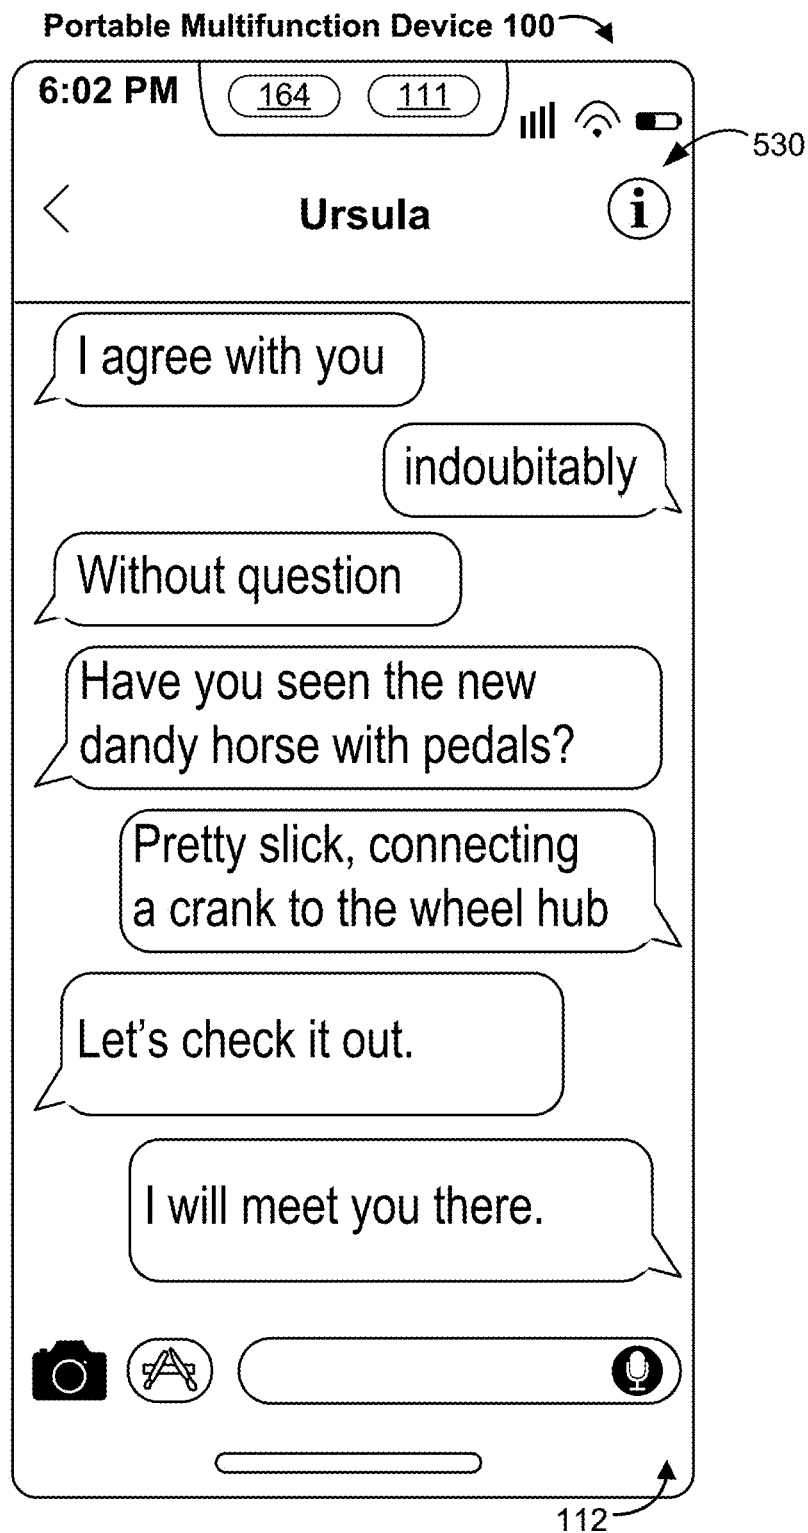 Portable Multifunction Device 100
6:02 PM
164
111
530
Ursula
I agree with you
indoubitably
Without question
Have you seen the new
dandy horse with pedals?
Pretty slick, connecting
a crank to the wheel hub
Let's check it out.
I will meet you there.
112